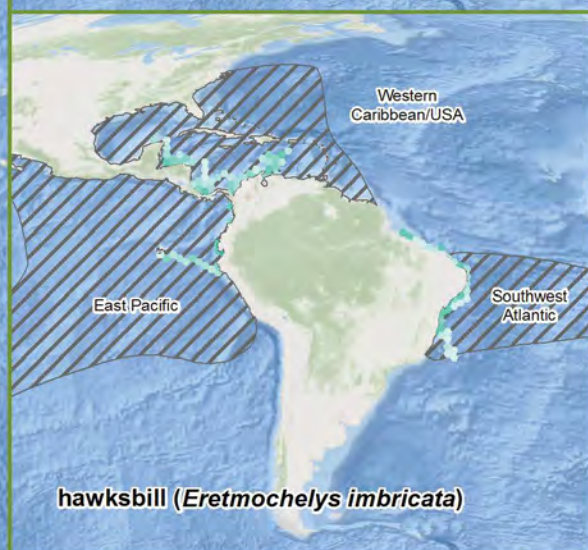 Western
Caribbean/USA
East Pacific
Southwest
Atlantic
hawksbill (Eretmochelys imbricata)